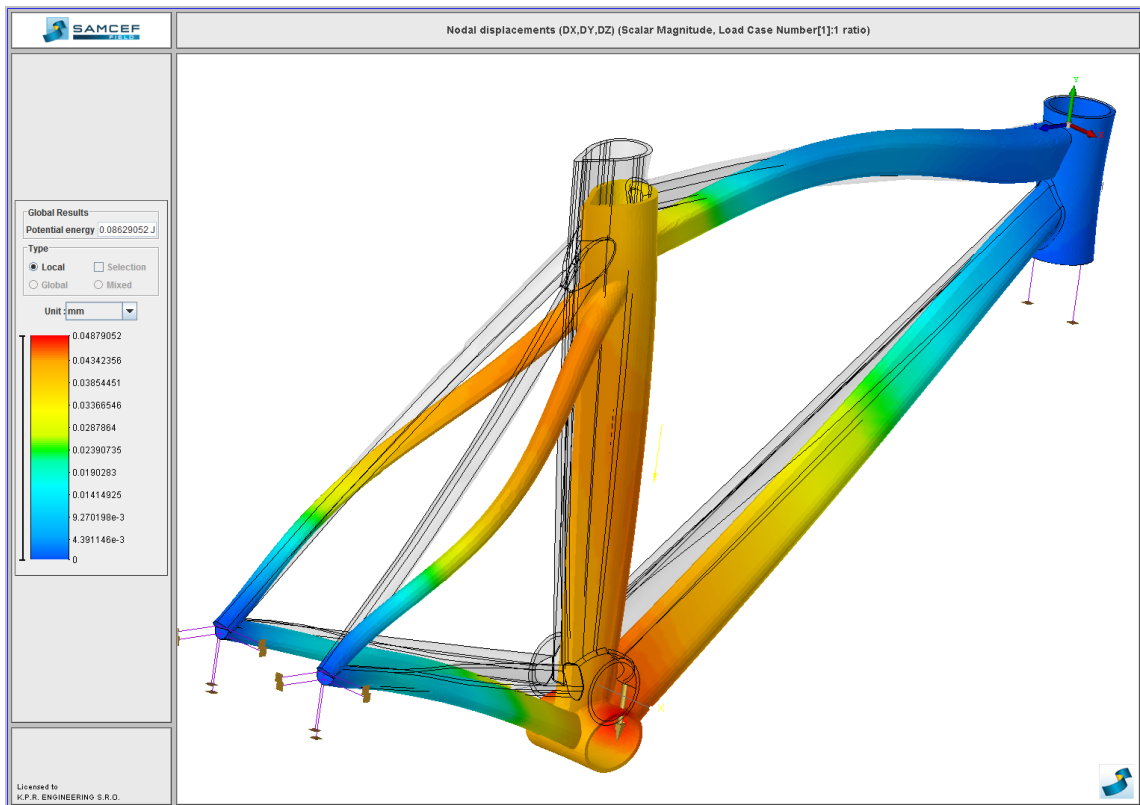 SAMCEF
FIELD
Nodal displacements (DX,DY,DZ) (Scalar Magnitude, Load Case Number[1]:1 ratio)
Global Results
Potential energy 0.08629052 J
Type
Local Selection
Global Mixed
Unit : mm
0.04879052
0.04342356
0.03854451
0.03366546
0.0287864
0.02390735
0.0190283
0.01414925
9.270198e-3
4.391146e-3
0
Y
X
Licensed to
K.P.R. ENGINEERING S.R.O.